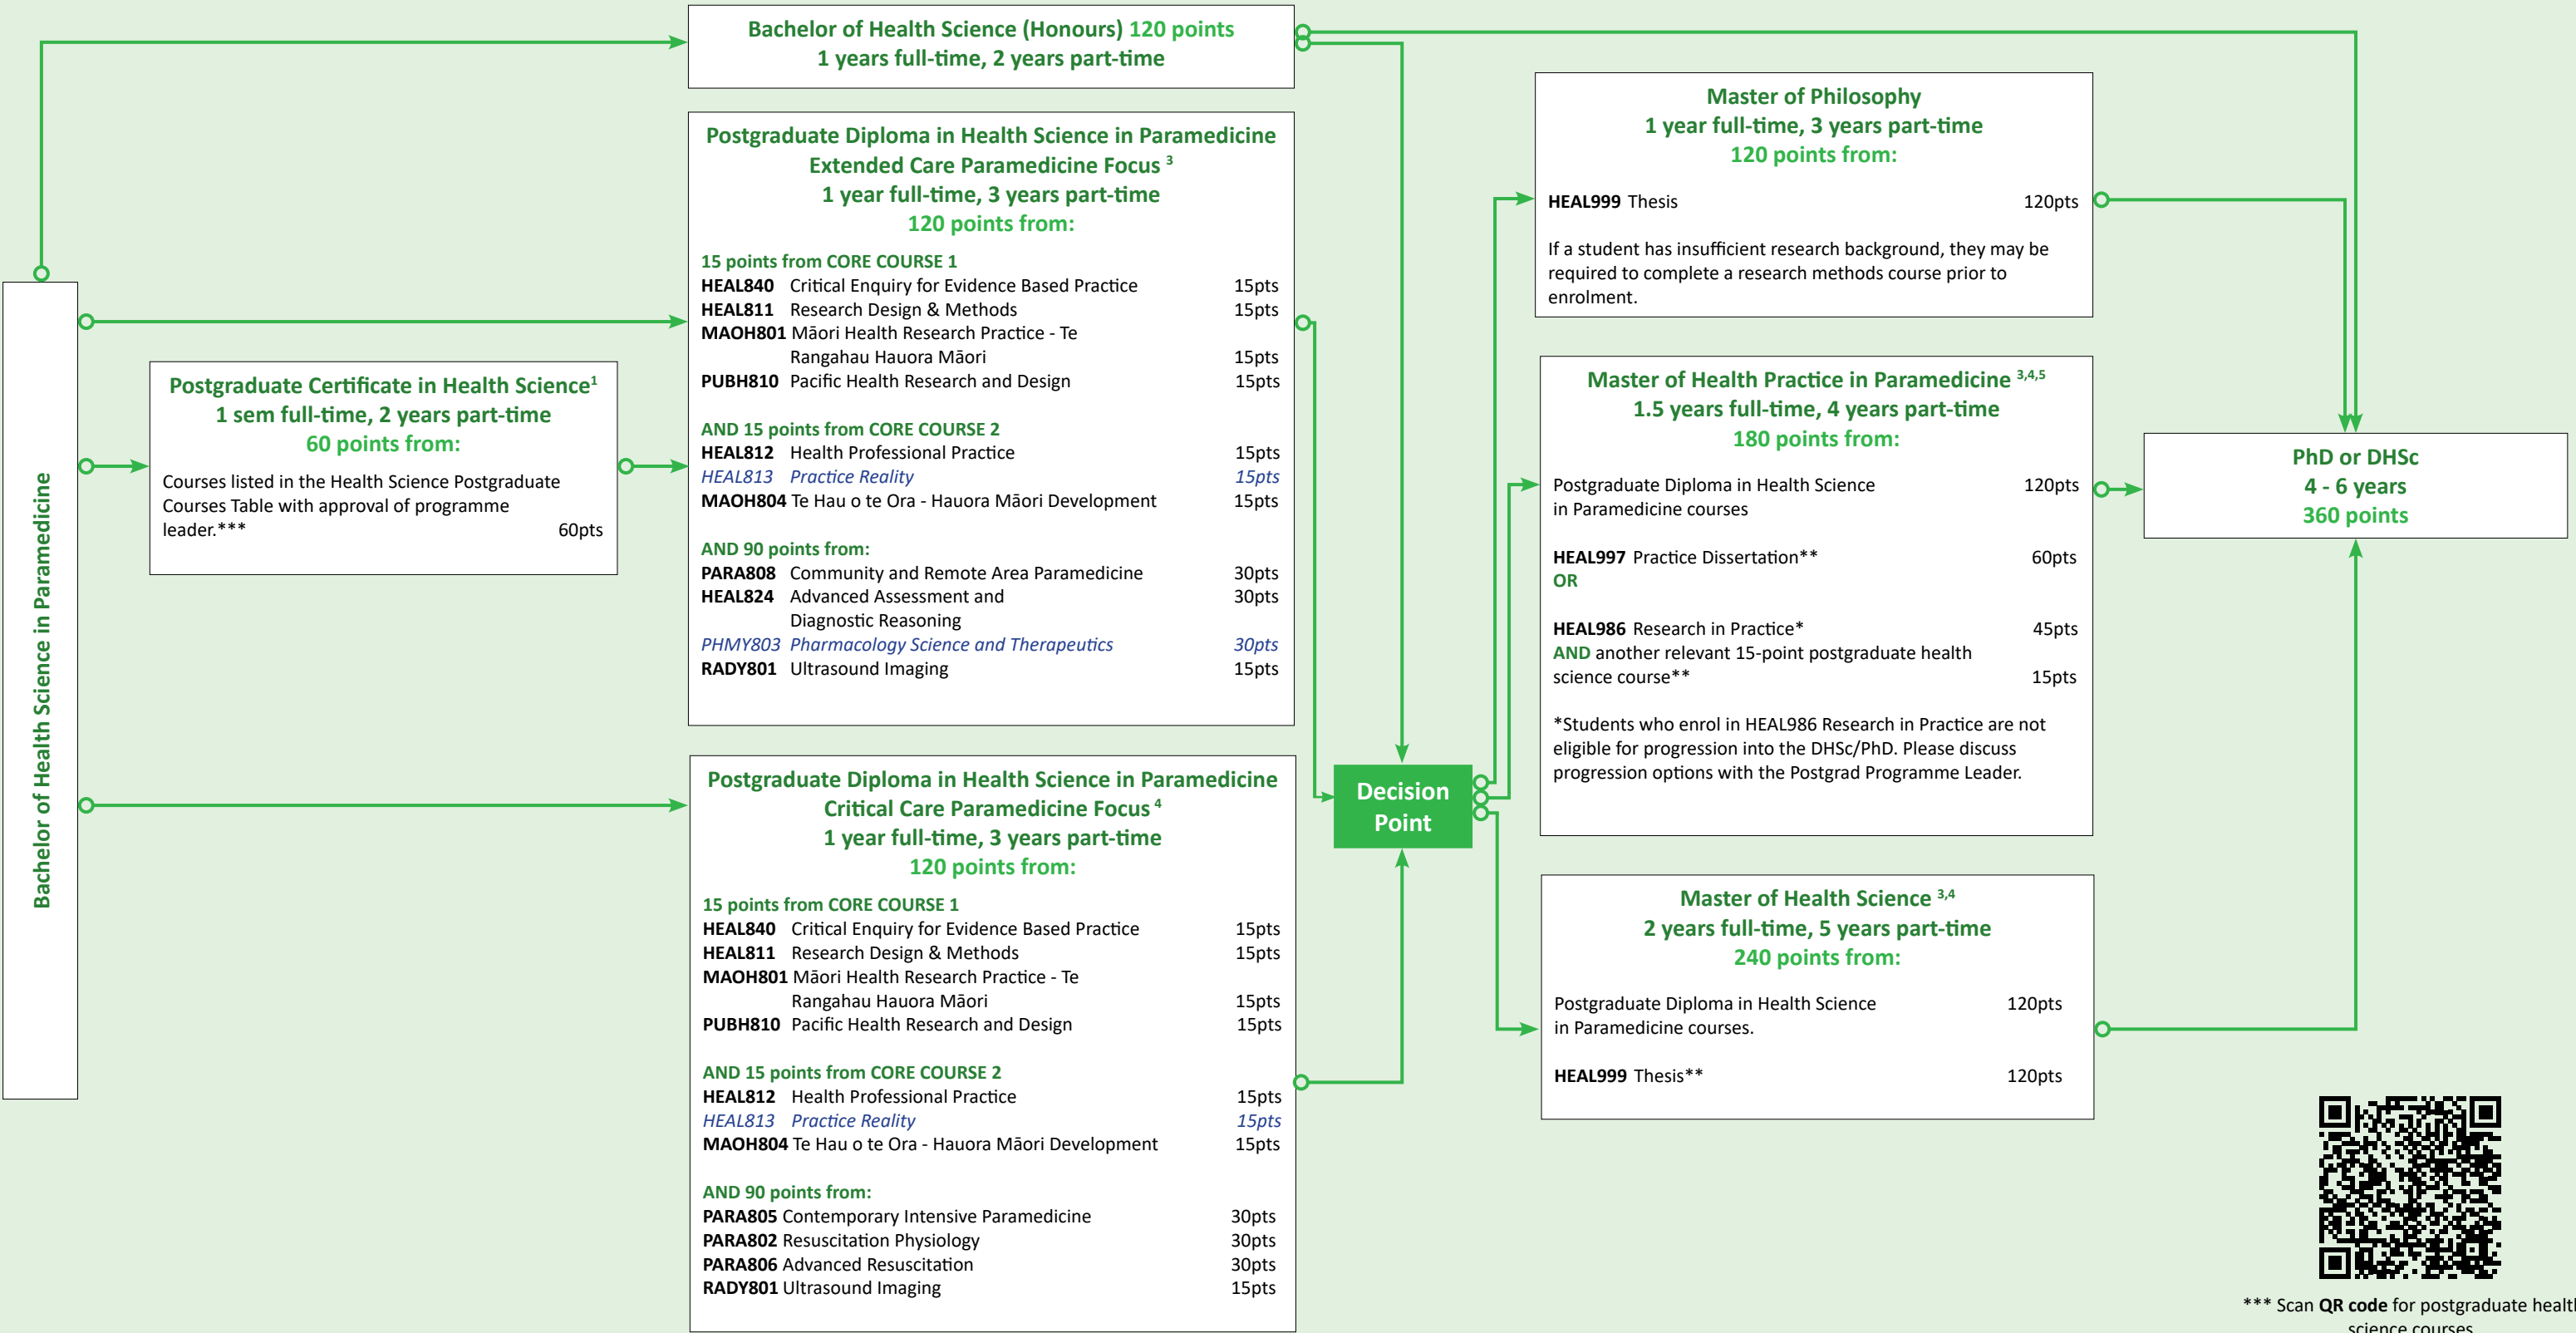 Bachelor of Health Science in Paramedicine
Bachelor of Health Science (Honours) 120 points
1 years full-time, 2 years part-time
Postgraduate Certificate in Health Science1
1 sem full-time, 2 years part-time
60 points from:
Courses listed in the Health Science Postgraduate
Courses Table with approval of programme
leader.*** 60pts
Postgraduate Diploma in Health Science in Paramedicine
Extended Care Paramedicine Focus 3
1 year full-time, 3 years part-time
120 points from:
15 points from CORE COURSE 1
HEAL840 Critical Enquiry for Evidence Based Practice 15pts
HEAL811 Research Design & Methods 15pts
MAOH801 Māori Health Research Practice - Te
Rangahau Hauora Māori 15pts
PUBH810 Pacific Health Research and Design 15pts
AND 15 points from CORE COURSE 2
HEAL812 Health Professional Practice 15pts
HEAL813 Practice Reality 15pts
MAOH804 Te Hau o te Ora - Hauora Māori Development 15pts
AND 90 points from:
PARA808 Community and Remote Area Paramedicine 30pts
HEAL824 Advanced Assessment and 30pts
Diagnostic Reasoning
PHMY803 Pharmacology Science and Therapeutics 30pts
RADY801 Ultrasound Imaging 15pts
Postgraduate Diploma in Health Science in Paramedicine
Critical Care Paramedicine Focus 4
1 year full-time, 3 years part-time
120 points from:
15 points from CORE COURSE 1
HEAL840 Critical Enquiry for Evidence Based Practice 15pts
HEAL811 Research Design & Methods 15pts
MAOH801 Māori Health Research Practice - Te
Rangahau Hauora Māori 15pts
PUBH810 Pacific Health Research and Design 15pts
AND 15 points from CORE COURSE 2
HEAL812 Health Professional Practice 15pts
HEAL813 Practice Reality 15pts
MAOH804 Te Hau o te Ora - Hauora Māori Development 15pts
AND 90 points from:
PARA805 Contemporary Intensive Paramedicine 30pts
PARA802 Resuscitation Physiology 30pts
PARA806 Advanced Resuscitation 30pts
RADY801 Ultrasound Imaging 15pts
Decision
Point
Master of Philosophy
1 year full-time, 3 years part-time
120 points from:
HEAL999 Thesis 120pts
If a student has insufficient research background, they may be
required to complete a research methods course prior to
enrolment.
Master of Health Practice in Paramedicine 3,4,5
1.5 years full-time, 4 years part-time
180 points from:
Postgraduate Diploma in Health Science 120pts
in Paramedicine courses
HEAL997 Practice Dissertation** 60pts
OR
HEAL986 Research in Practice* 45pts
AND another relevant 15-point postgraduate health
science course** 15pts
*Students who enrol in HEAL986 Research in Practice are not
eligible for progression into the DHSc/PhD. Please discuss
progression options with the Postgrad Programme Leader.
Master of Health Science 3,4
2 years full-time, 5 years part-time
240 points from:
Postgraduate Diploma in Health Science 120pts
in Paramedicine courses.
HEAL999 Thesis** 120pts
PhD or DHSc
4 - 6 years
360 points
*** Scan QR code for postgraduate health
science courses